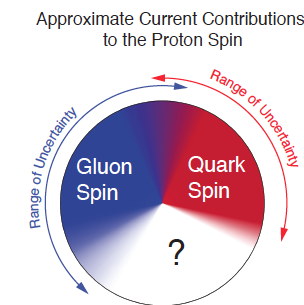 Approximate Current Contributions
to the Proton Spin
Range of Uncertainty
Range of Uncertainty
Gluon
Spin
Quark
Spin
?